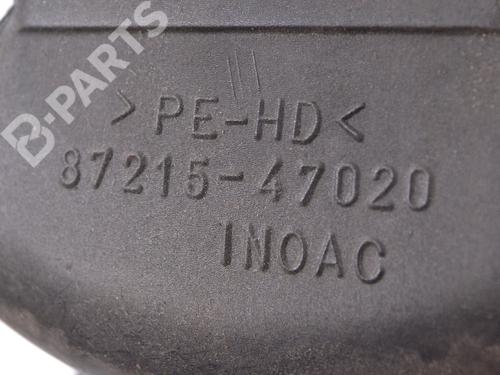 B-PARTS
>PE-HD<
87215-47020
INOAC